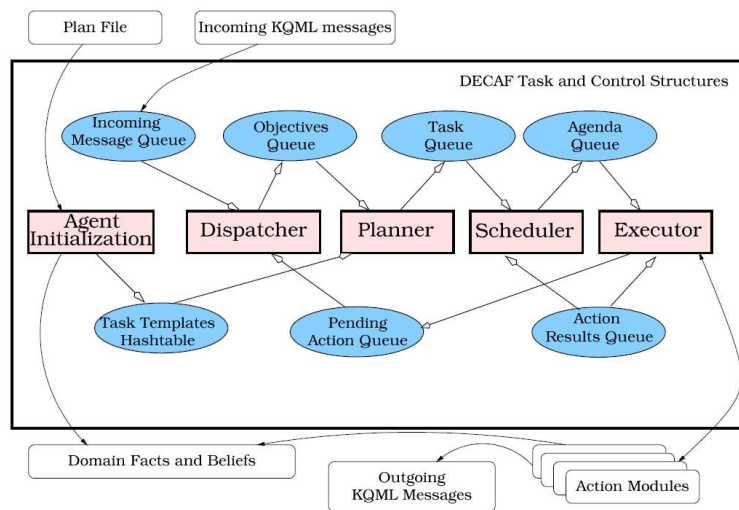 Plan File
Incoming KQML messages
DECAF Task and Control Structures
Incoming
Message Queue
Objectives
Queue
Task
Queue
Agenda
Queue
Agent
Initialization
Dispatcher
Planner
Scheduler
Executor
Task Templates
Hashtable
Pending
Action Queue
Action
Results Queue
Domain Facts and Beliefs
Outgoing
KQML Messages
Action Modules